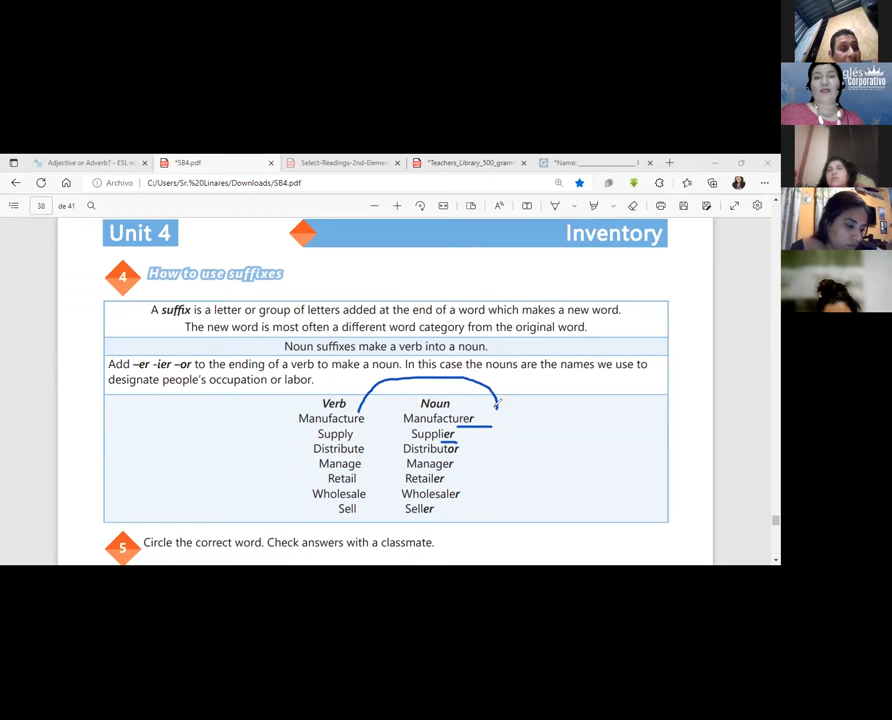 glés
Corporativo
Adjective or Adverb? - ESL w
*SB4.pdf
Select-Readings-2nd-Elemen
*Teachers_Library_500_gram
*Name: ____________ I
Archivo
C:/Users/Sr.%20Linares/Downloads/SB4.pdf
38
de 41
Unit 4
Inventory
4
How to use suffixes
A suffix is a letter or group of letters added at the end of a word which makes a new word.
The new word is most often a different word category from the original word.
Noun suffixes make a verb into a noun.
Add –er -ier –or to the ending of a verb to make a noun. In this case the nouns are the names we use to
designate people's occupation or labor.
Verb Noun
Manufacture Manufacturer
Supply Supplier
Distribute Distributor
Manage Manager
Retail Retailer
Wholesale Wholesaler
Sell Seller
5
Circle the correct word. Check answers with a classmate.